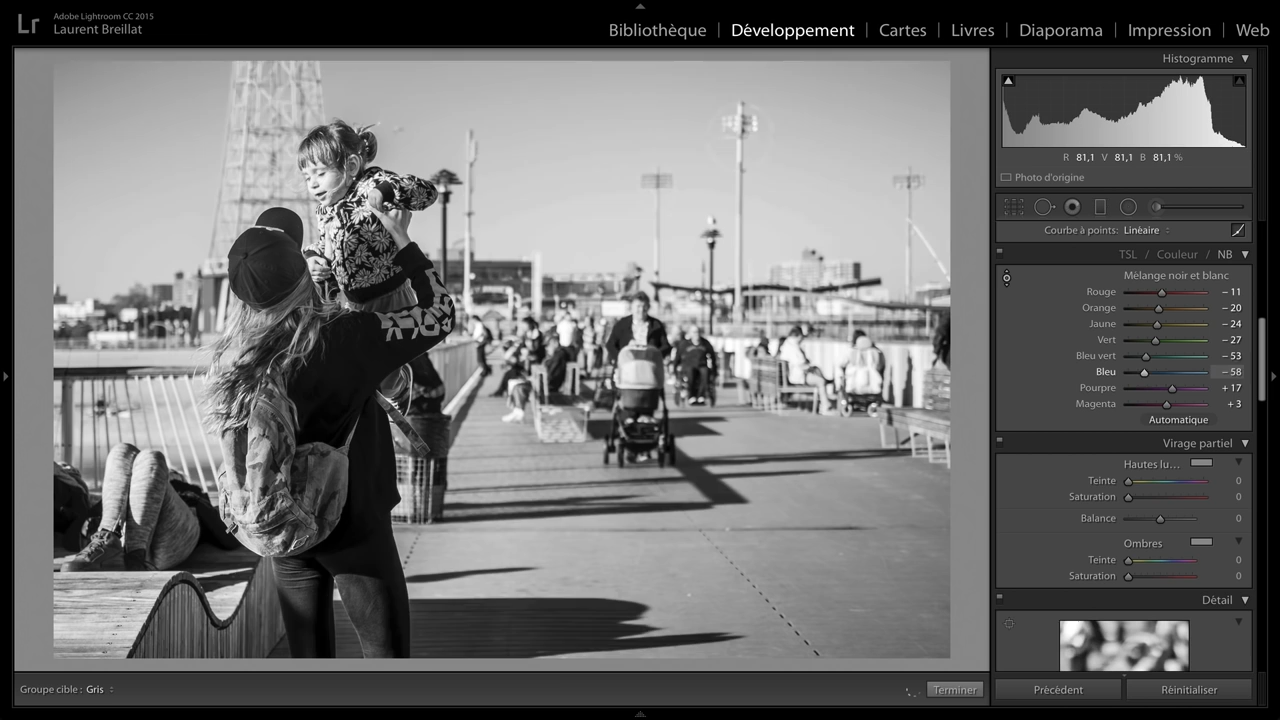 Lr
Adobe Lightroom CC 2015
Laurent Breillat
Bibliothèque | Développement | Cartes | Livres | Diaporama | Impression | Web
Histogramme
R 81,1 V 81,1 B 81,1 %
Photo d'origine
Courbe à points : Linéaire
TSL / Couleur / NB
Mélange noir et blanc
Rouge − 11
Orange − 20
Jaune − 24
Vert − 27
Bleu vert − 53
Bleu − 58
Pourpre + 17
Magenta + 3
Automatique
Virage partiel
Hautes lu...
Teinte 0
Saturation 0
Balance 0
Ombres
Teinte 0
Saturation 0
Détail
Groupe cible : Gris
Terminer
Précédent
Réinitialiser